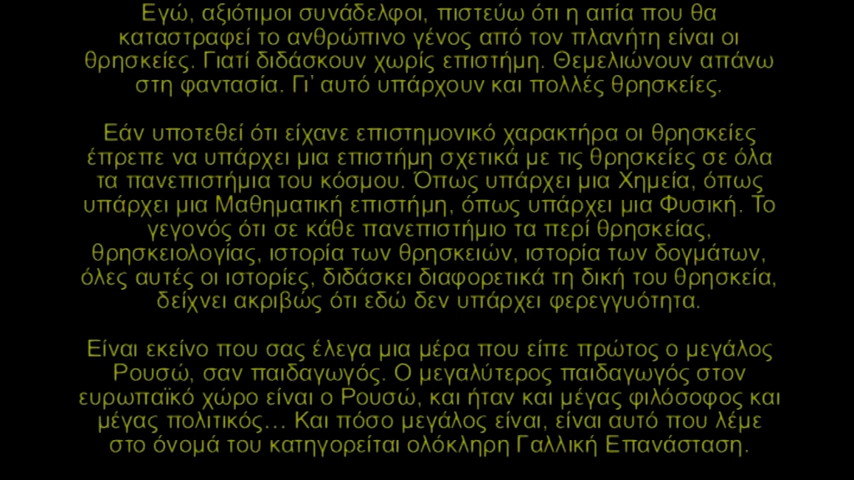 Εγώ, αξιότιμοι συνάδελφοι, πιστεύω ότι η αιτία που θα
καταστραφεί το ανθρώπινο γένος από τον πλανήτη είναι οι
θρησκείες. Γιατί διδάσκουν χωρίς επιστήμη. Θεμελιώνουν απάνω
στη φαντασία. Γι’ αυτό υπάρχουν και πολλές θρησκείες.
Εάν υποτεθεί ότι είχανε επιστημονικό χαρακτήρα οι θρησκείες
έπρεπε να υπάρχει μια επιστήμη σχετικά με τις θρησκείες σε όλα
τα πανεπιστήμια του κόσμου. Όπως υπάρχει μια Χημεία, όπως
υπάρχει μια Μαθηματική επιστήμη, όπως υπάρχει μια Φυσική. Το
γεγονός ότι σε κάθε πανεπιστήμιο τα περί θρησκείας,
θρησκειολογίας, ιστορία των θρησκειών, ιστορία των δογμάτων,
όλες αυτές οι ιστορίες, διδάσκει διαφορετικά τη δική του θρησκεία,
δείχνει ακριβώς ότι εδώ δεν υπάρχει φερεγγυότητα.
Είναι εκείνο που σας έλεγα μια μέρα που είπε πρώτος ο μεγάλος
Ρουσώ, σαν παιδαγωγός. Ο μεγαλύτερος παιδαγωγός στον
ευρωπαϊκό χώρο είναι ο Ρουσώ, και ήταν και μέγας φιλόσοφος και
μέγας πολιτικός… Και πόσο μεγάλος είναι, είναι αυτό που λέμε
στο όνομά του κατηγορείται ολόκληρη Γαλλική Επανάσταση.